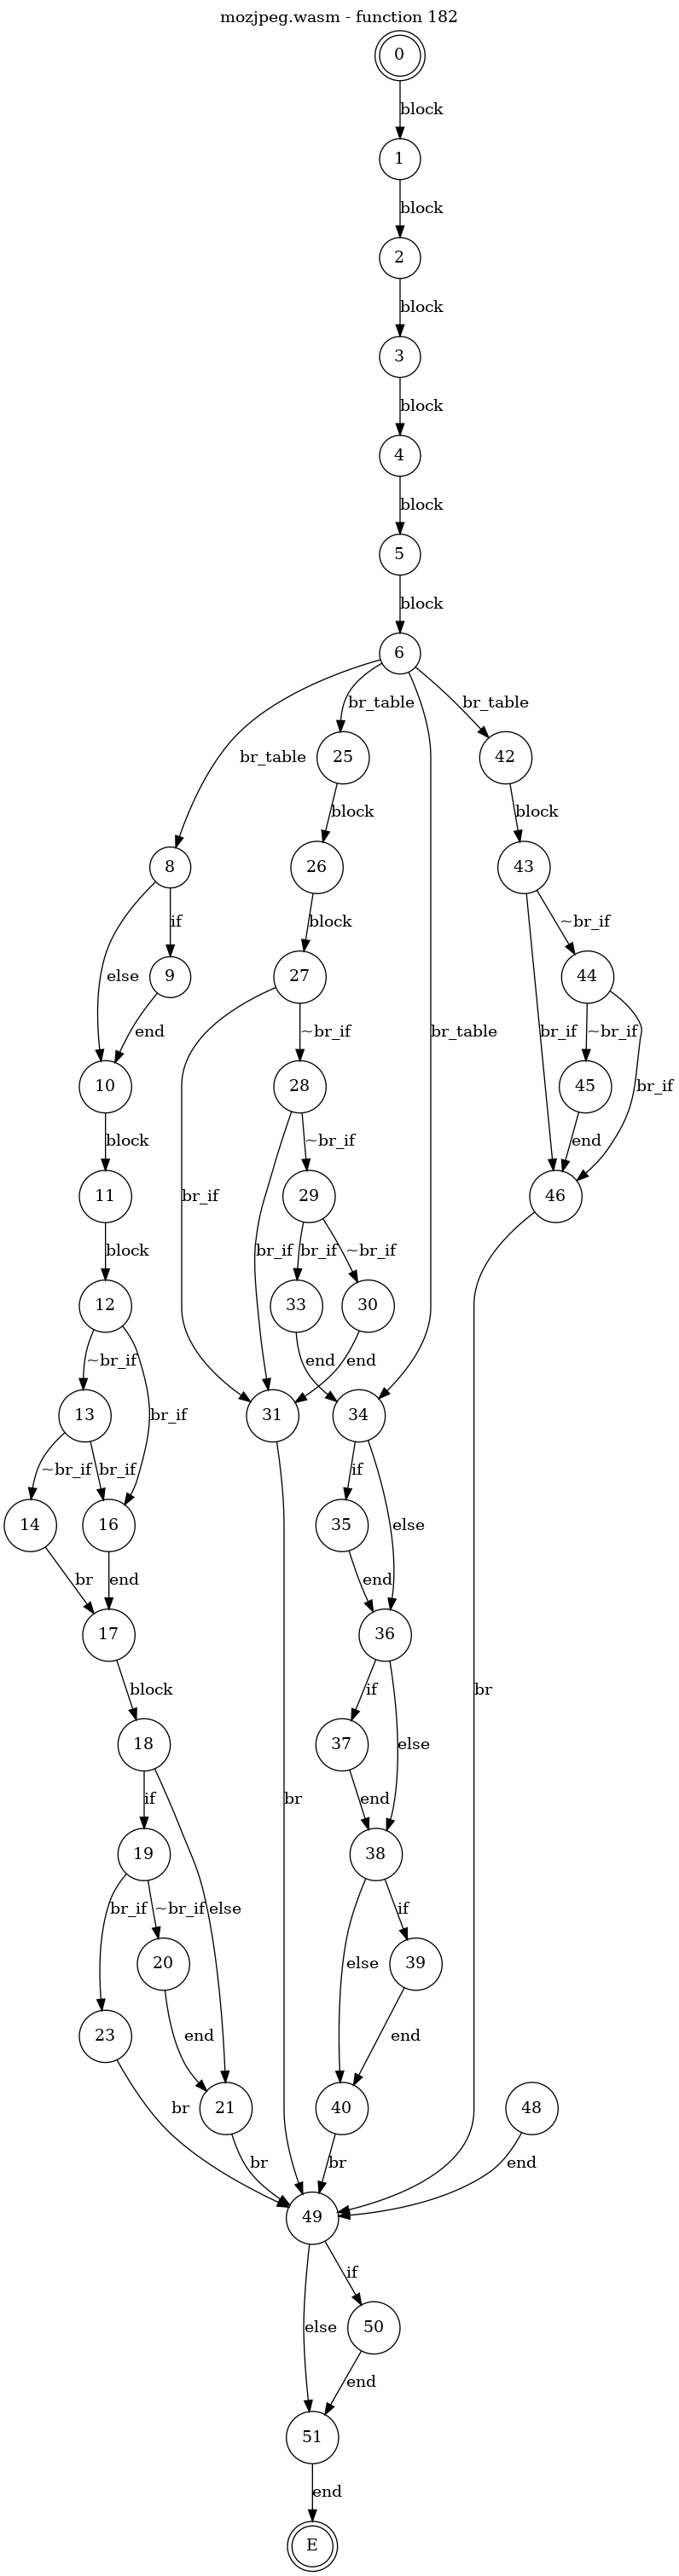 mozjpeg.wasm - function 182
0
block
1
block
2
block
3
block
4
block
5
block
6
br_table
br_table
br_table
br_table
25
42
block
block
8
26
43
if
block
~br_if
else
9
27
44
end
~br_if
br_table
br_if
~br_if
10
28
45
br_if
block
~br_if
end
11
29
46
block
br_if
br_if
br_if
~br_if
12
33
30
~br_if
end
end
13
br_if
31
34
~br_if
br_if
if
14
16
35
else
br
end
end
17
36
block
if
br
18
37
else
if
br
end
19
38
br_if
~br_if
else
if
20
else
39
end
end
23
21
40
48
br
br
br
end
49
if
else
50
end
51
end
E